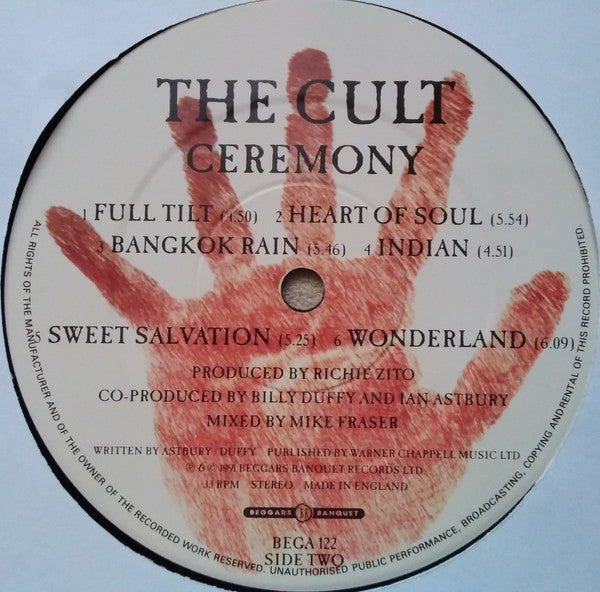 THE CULT
CEREMONY
1 FULL TILT (4.50) 2 HEART OF SOUL (5.54)
3 BANGKOK RAIN (5.46) 4 INDIAN (4.51)
SWEET SALVATION (5.25) 6 WONDERLAND (6.09)
PRODUCED BY RICHIE ZITO
CO-PRODUCED BY BILLY DUFFY AND IAN ASTBURY
MIXED BY MIKE FRASER
WRITTEN BY ASTBURY / DUFFY PUBLISHED BY WARNER CHAPPELL MUSIC LTD
℗ & © 1991 BEGGARS BANQUET RECORDS LTD.
33 RPM STEREO MADE IN ENGLAND
BEGGARS BANQUET
BEGA 122
SIDE TWO
ALL RIGHTS OF THE MANUFACTURER AND OF THE OWNER OF THE RECORDED WORK RESERVED. UNAUTHORISED PUBLIC PERFORMANCE, BROADCASTING, COPYING AND RENTAL OF THIS RECORD PROHIBITED.